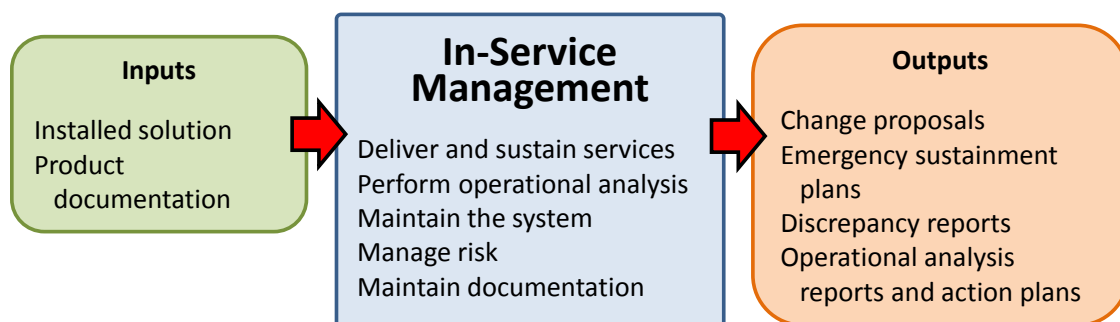 Inputs
Installed solution
Product
documentation
In-Service
Management
Deliver and sustain services
Perform operational analysis
Maintain the system
Manage risk
Maintain documentation
Outputs
Change proposals
Emergency sustainment
plans
Discrepancy reports
Operational analysis
reports and action plans